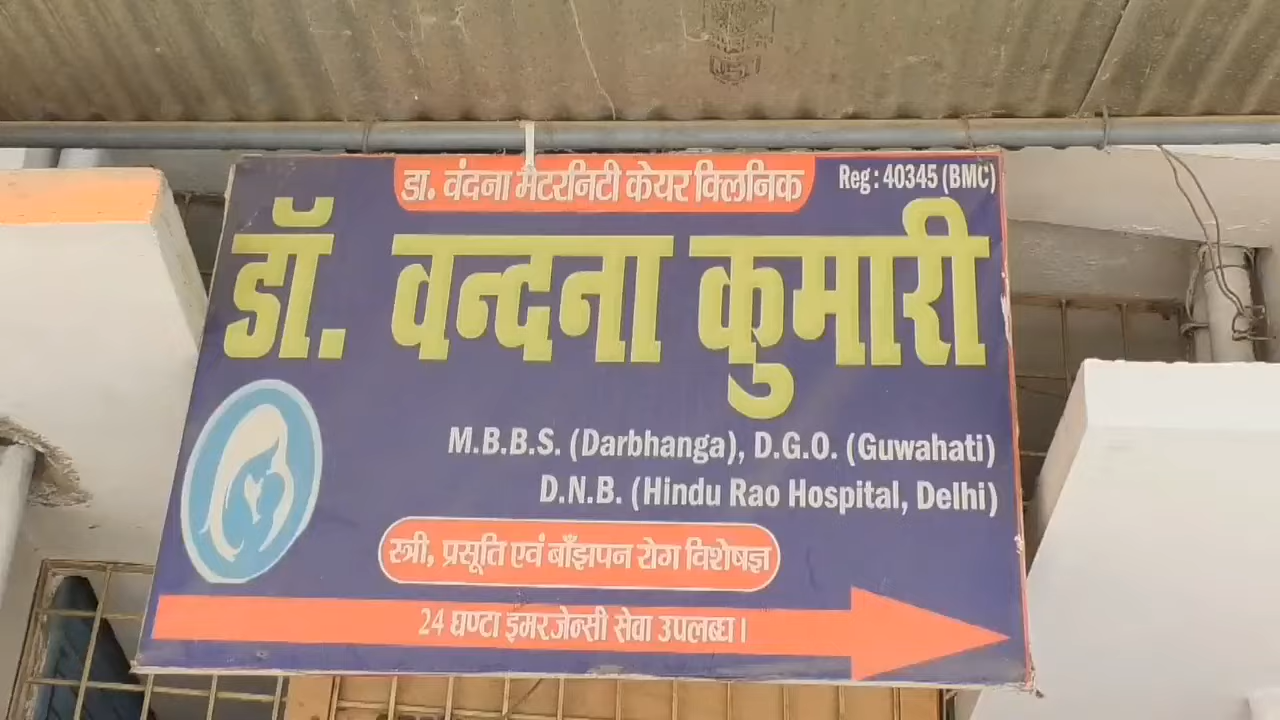 डा. वंदना मैटरनिटी केयर क्लिनिक
Reg : 40345 (BMC)
डॉ. वन्दना कुमारी
M.B.B.S. (Darbhanga), D.G.O. (Guwahati)
D.N.B. (Hindu Rao Hospital, Delhi)
स्त्री, प्रसूति एवं बाँझपन रोग विशेषज्ञ
24 घण्टा इमरजेन्सी सेवा उपलब्ध।